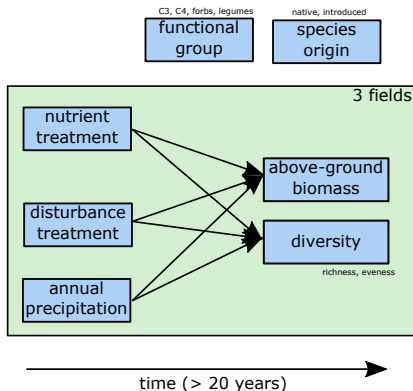 C3, C4, forbs, legumes
functional
group
native, introduced
species
origin
3 fields
nutrient
treatment
above-ground
biomass
disturbance
treatment
diversity
richness, eveness
annual
precipitation
time (> 20 years)